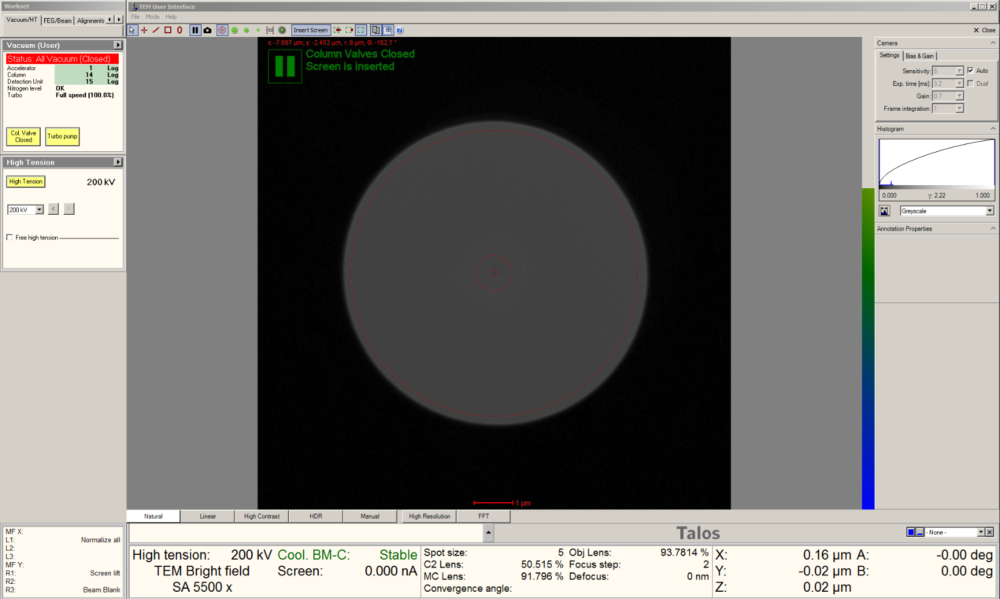 Workset
TEM User Interface
Vacuum/HT FEG/Beam Alignments
File Mode Help
Insert Screen
Close
Vacuum (User)
Status: All Vacuum (Closed)
Accelerator 1 Log
Column 14 Log
Detection Unit 15 Log
Nitrogen level OK
Turbo Full speed (100.0%)
Col. Valve
Closed
Turbo pump
High Tension
High Tension 200 kV
200 kV < >
Free high tension
x: -7.887 µm, y: -2.452 µm, r: 8 µm, Θ: -162.7 °
Column Valves Closed
Screen is inserted
1 µm
Camera
Settings Bias & Gain
Sensitivity: 5 Auto
Exp. time [ms]: 3.2 Dual
Gain: 0.7
Frame integration: 1
Histogram
0.000 γ: 2.22 1.000
Greyscale
Annotation Properties
Natural Linear High Contrast HDR Manual High Resolution FFT
Talos
- None -
MF X:
L1: Normalize all
L2:
L3:
MF Y:
R1: Screen lift
R2:
R3: Beam Blank
High tension: 200 kV Cool. BM-C: Stable
TEM Bright field Screen: 0.000 nA
SA 5500 x
Spot size: 5 Obj Lens: 93.7814 %
C2 Lens: 50.515 % Focus step: 2
MC Lens: 91.796 % Defocus: 0 nm
Convergence angle:
X: 0.16 µm A: -0.00 deg
Y: -0.02 µm B: 0.00 deg
Z: 0.02 µm